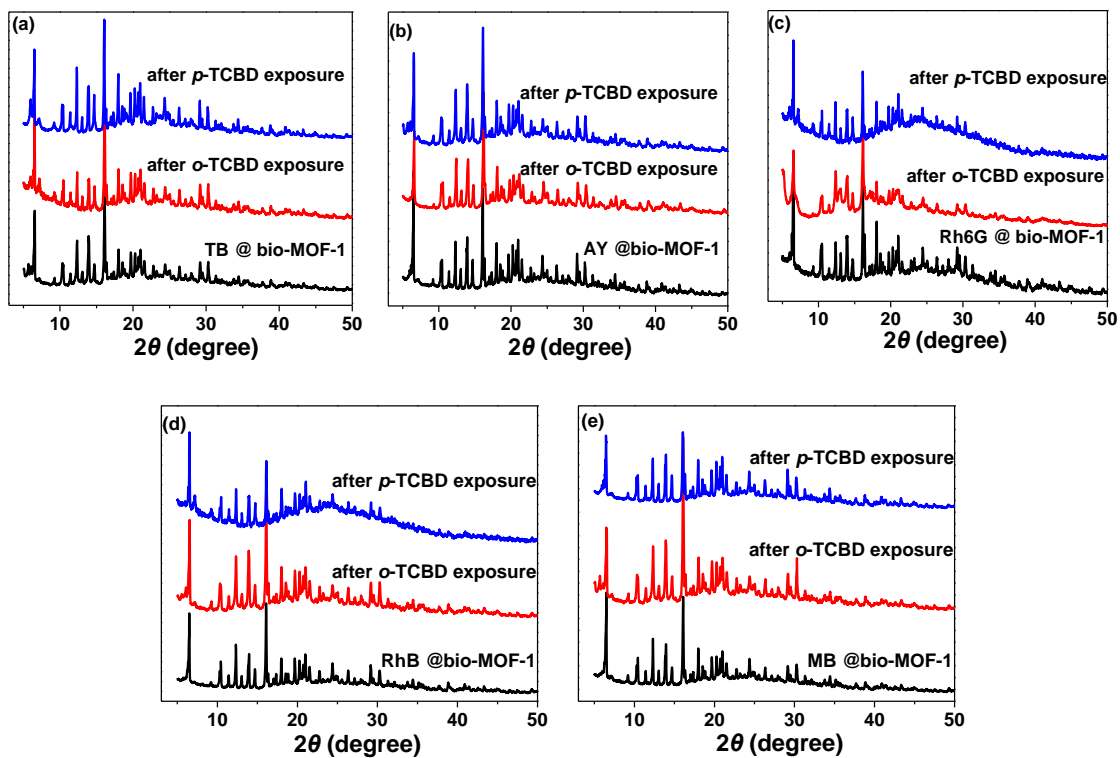 (a)
after p-TCBD exposure
after o-TCBD exposure
TB @ bio-MOF-1
10 20 30 40 50
2θ (degree)
(b)
after p-TCBD exposure
after o-TCBD exposure
AY @bio-MOF-1
10 20 30 40 50
2θ (degree)
(c)
after p-TCBD exposure
after o-TCBD exposure
Rh6G @ bio-MOF-1
10 20 30 40 50
2θ (degree)
(d)
after p-TCBD exposure
after o-TCBD exposure
RhB @bio-MOF-1
10 20 30 40 50
2θ (degree)
(e)
after p-TCBD exposure
after o-TCBD exposure
MB @bio-MOF-1
10 20 30 40 50
2θ (degree)